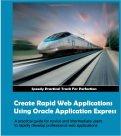 Speedy Practical Track For Perfection
Create Rapid Web Applications
Using Oracle Application Express
A practical guide for novice and intermediate users
to rapidly develop professional web applications